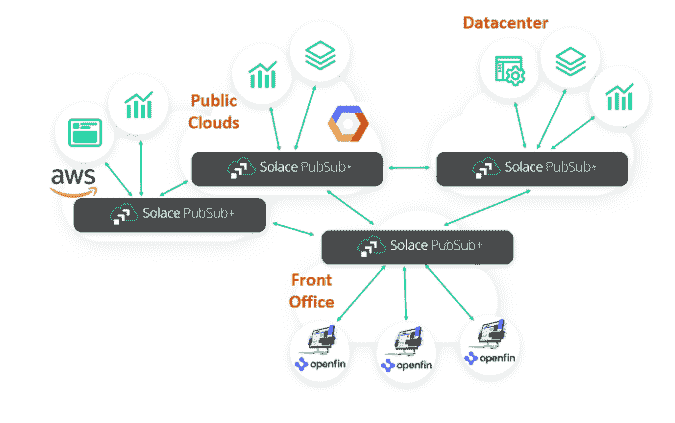 Datacenter
Public
Clouds
aws
Solace PubSub+
Solace PubSub+
Solace PubSub+
Solace PubSub+
Front
Office
openfin
openfin
openfin